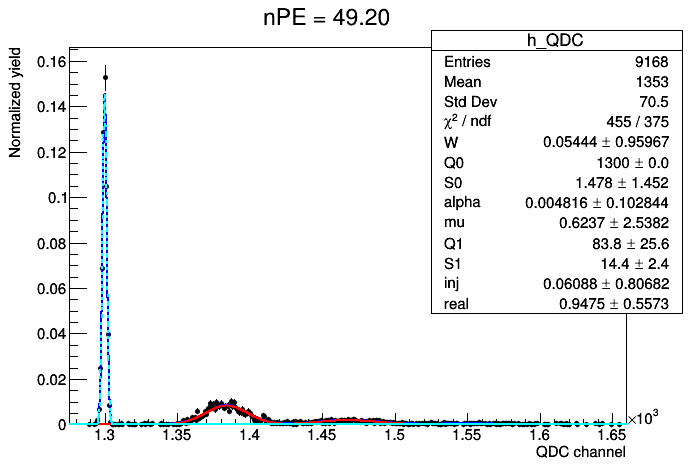 nPE = 49.20
h_QDC
Entries 9168
Mean 1353
Std Dev 70.5
χ² / ndf 455 / 375
W 0.05444 ± 0.95967
Q0 1300 ± 0.0
S0 1.478 ± 1.452
alpha 0.004816 ± 0.102844
mu 0.6237 ± 2.5382
Q1 83.8 ± 25.6
S1 14.4 ± 2.4
inj 0.06088 ± 0.80682
real 0.9475 ± 0.5573
Normalized yield
0.16
0.14
0.12
0.1
0.08
0.06
0.04
0.02
0
1.3 1.35 1.4 1.45 1.5 1.55 1.6 1.65
×10³
QDC channel